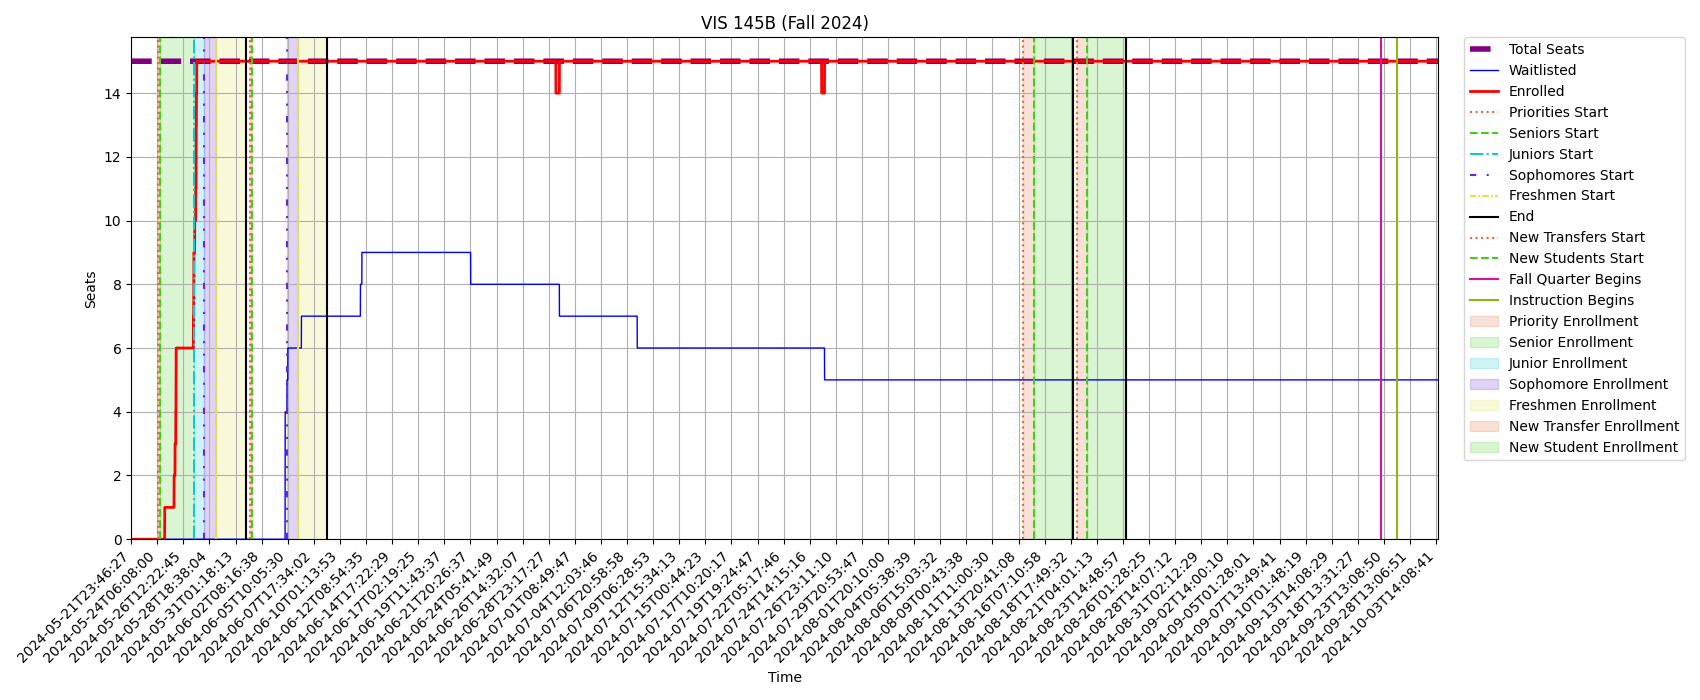 VIS 145B (Fall 2024)
Seats
14
12
10
8
6
4
2
0
2024-05-21T23:46:27
2024-05-24T06:08:00
2024-05-26T12:22:45
2024-05-28T18:38:04
2024-05-31T01:18:13
2024-06-02T08:16:38
2024-06-05T10:05:30
2024-06-07T17:34:02
2024-06-10T01:13:53
2024-06-12T08:54:35
2024-06-14T17:22:29
2024-06-17T02:19:25
2024-06-19T11:43:37
2024-06-21T20:26:37
2024-06-24T05:41:49
2024-06-26T14:32:07
2024-06-28T23:17:27
2024-07-01T08:49:47
2024-07-04T12:03:46
2024-07-06T20:58:58
2024-07-09T06:28:53
2024-07-12T15:34:13
2024-07-15T00:44:23
2024-07-17T10:20:17
2024-07-19T19:24:47
2024-07-22T05:17:46
2024-07-24T14:15:16
2024-07-26T23:11:10
2024-07-29T20:53:47
2024-08-01T20:10:00
2024-08-04T05:38:39
2024-08-06T15:03:32
2024-08-09T00:43:38
2024-08-11T11:00:30
2024-08-13T20:41:08
2024-08-16T07:10:58
2024-08-18T17:49:32
2024-08-21T04:01:13
2024-08-23T14:48:57
2024-08-26T01:28:25
2024-08-28T14:07:12
2024-08-31T02:12:29
2024-09-02T14:00:10
2024-09-05T01:28:01
2024-09-07T13:49:41
2024-09-10T01:48:19
2024-09-13T14:08:29
2024-09-18T13:31:27
2024-09-23T13:08:50
2024-09-28T13:06:51
2024-10-03T14:08:41
Time
Total Seats
Waitlisted
Enrolled
Priorities Start
Seniors Start
Juniors Start
Sophomores Start
Freshmen Start
End
New Transfers Start
New Students Start
Fall Quarter Begins
Instruction Begins
Priority Enrollment
Senior Enrollment
Junior Enrollment
Sophomore Enrollment
Freshmen Enrollment
New Transfer Enrollment
New Student Enrollment